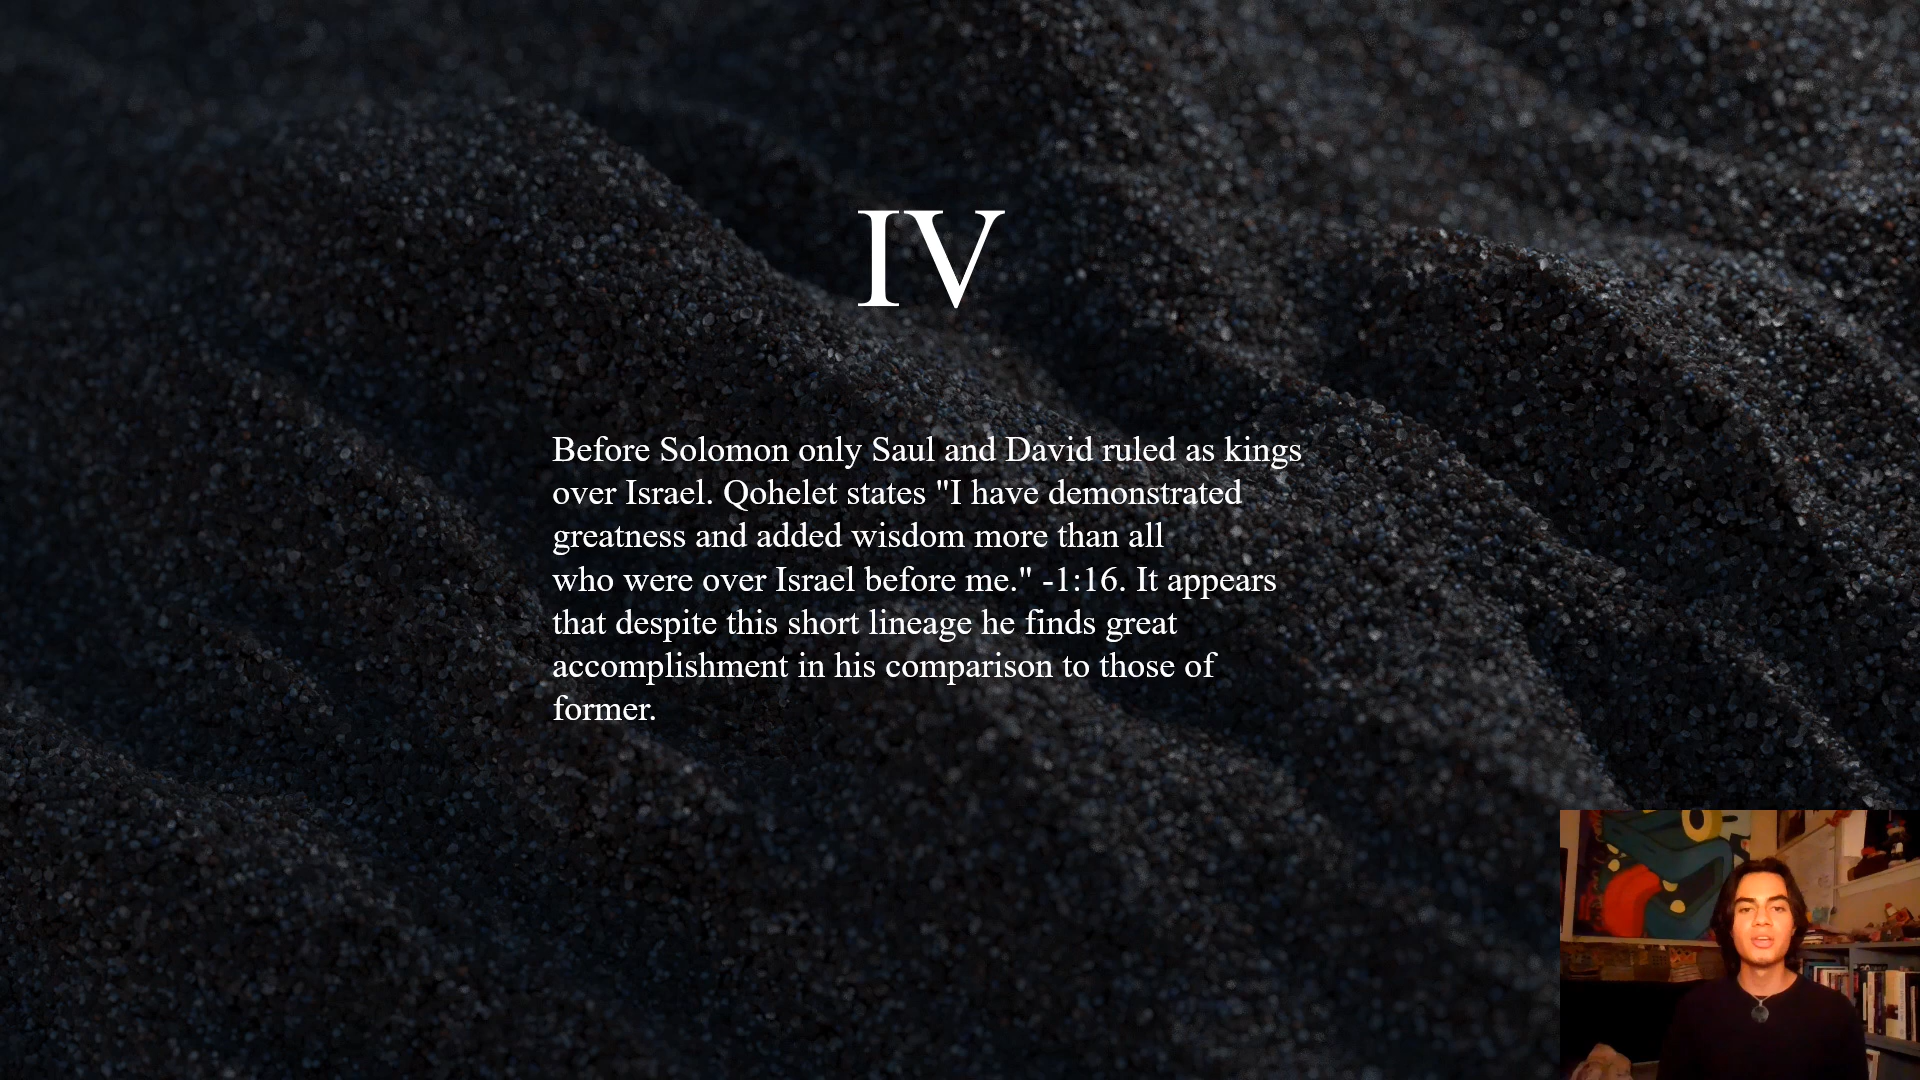 IV
Before Solomon only Saul and David ruled as kings
over Israel. Qohelet states "I have demonstrated
greatness and added wisdom more than all
who were over Israel before me." -1:16. It appears
that despite this short lineage he finds great
accomplishment in his comparison to those of
former.